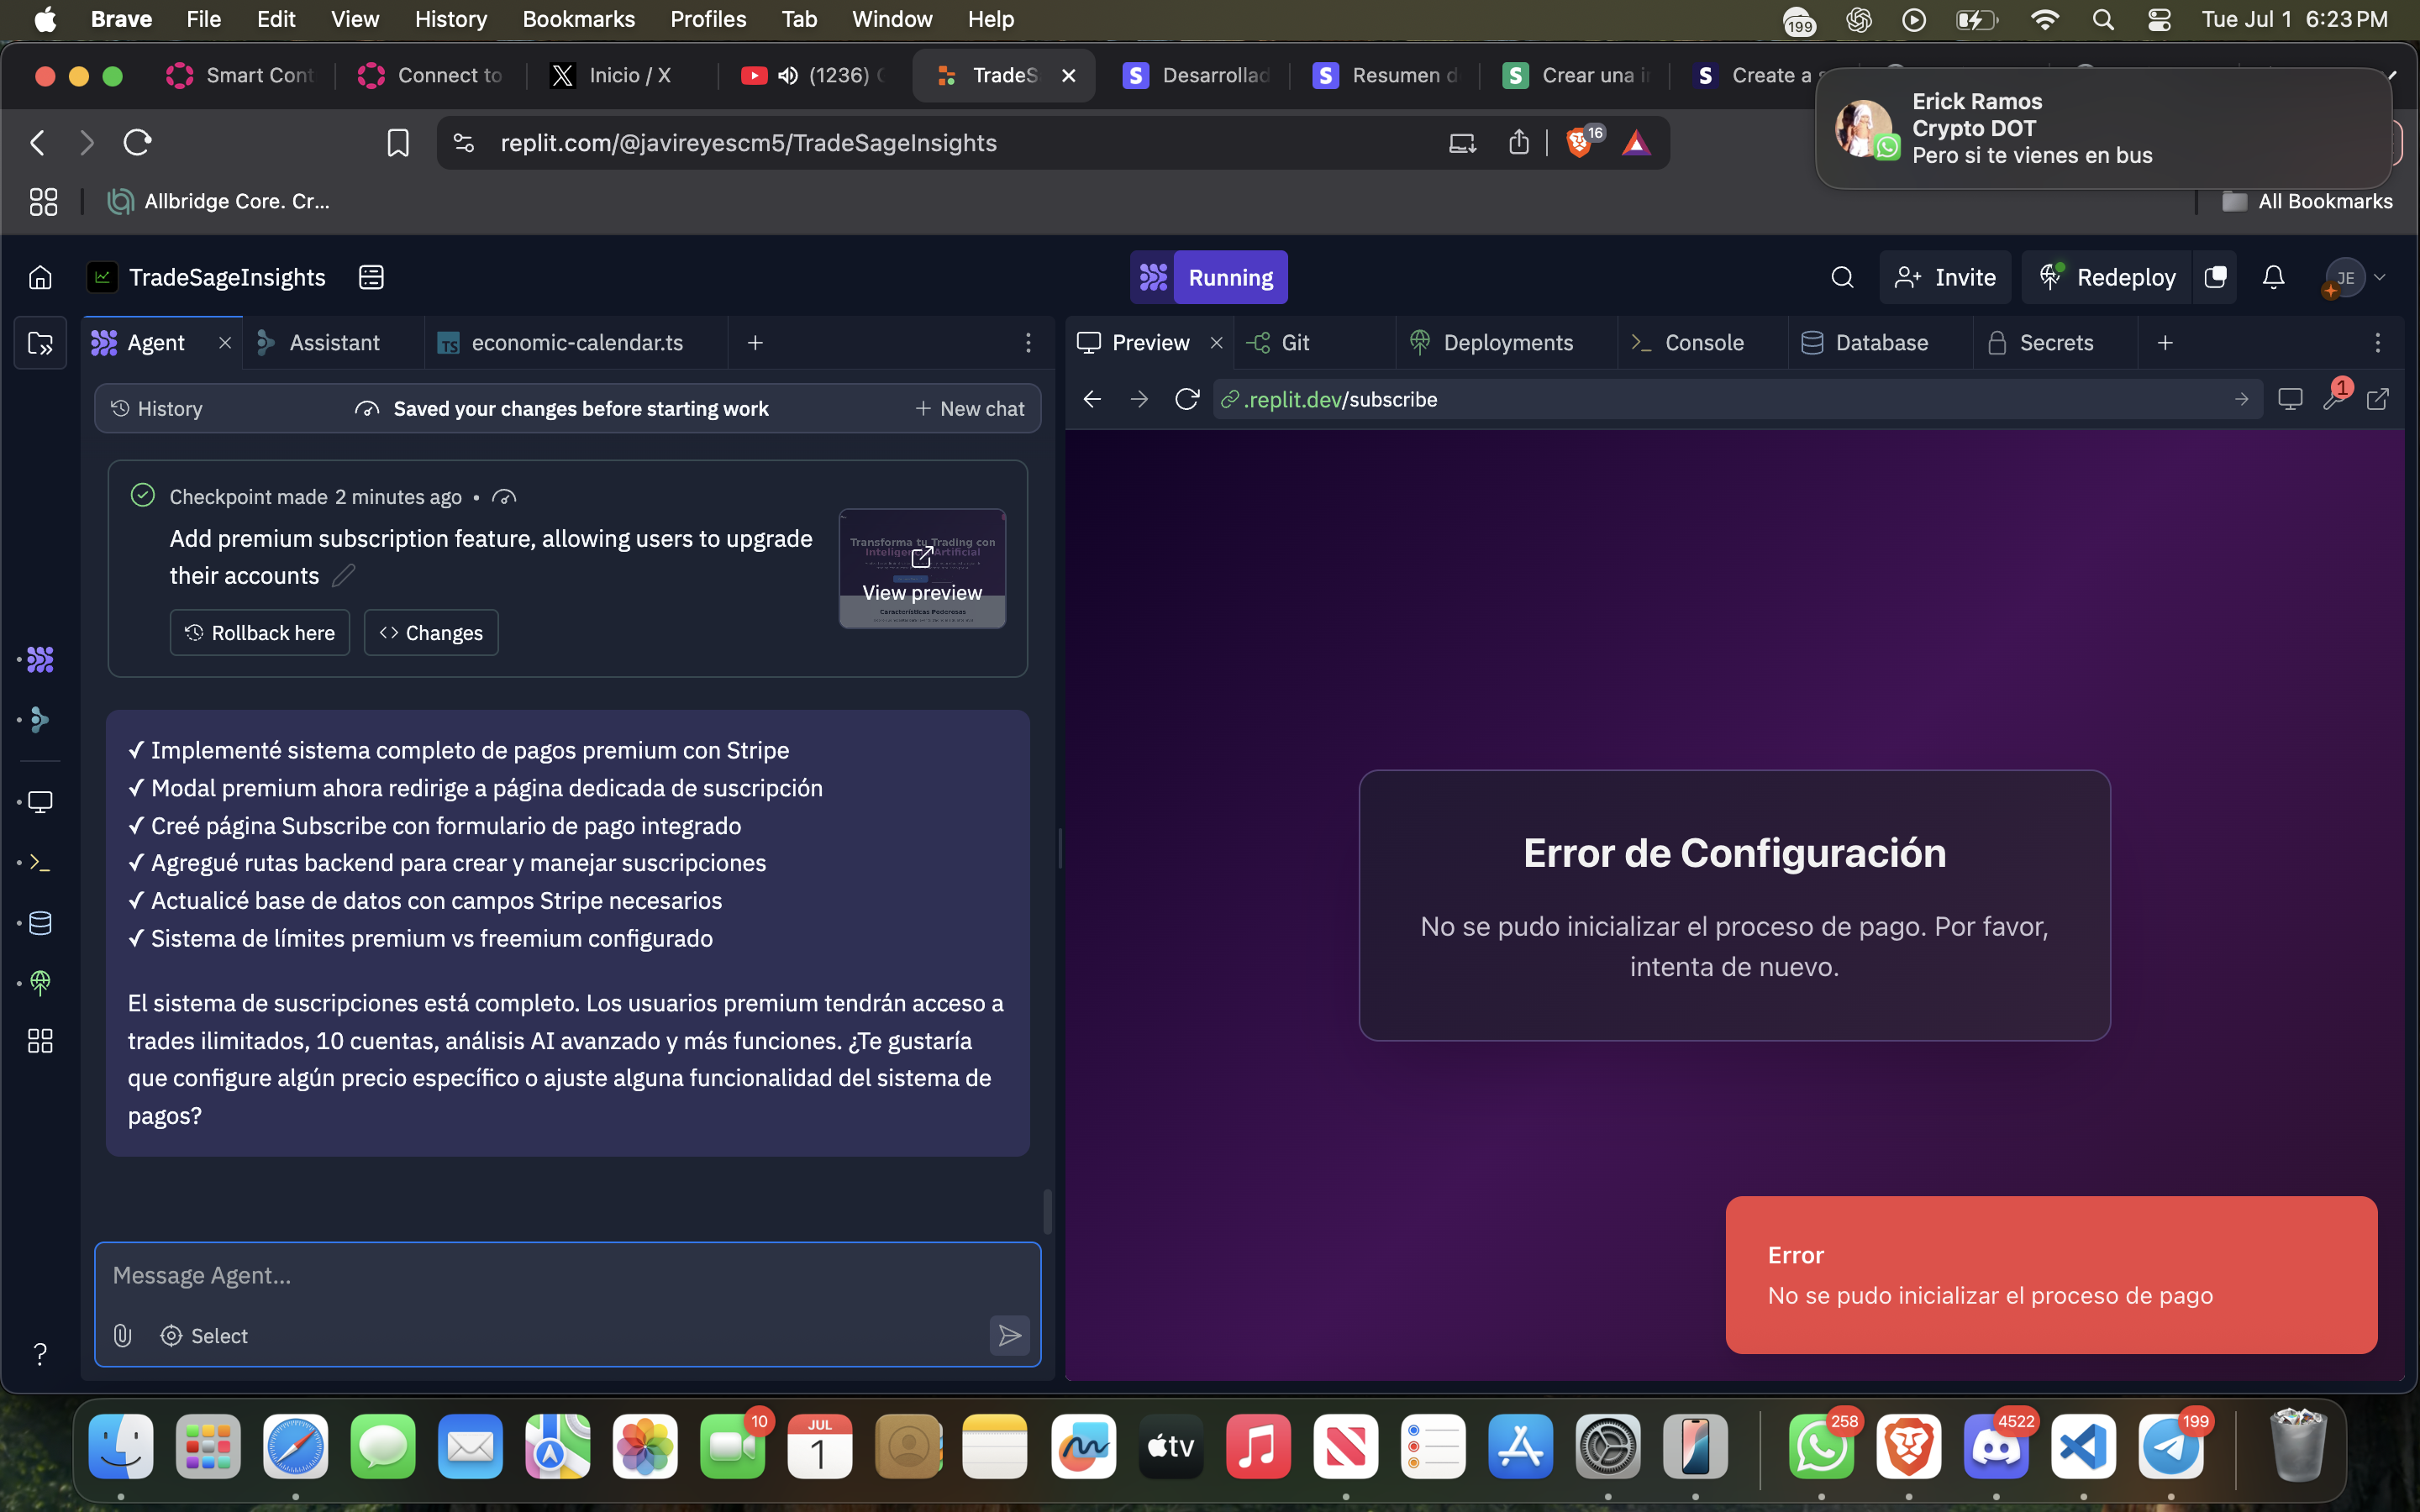 Brave File Edit View History Bookmarks Profiles Tab Window Help
199
Tue Jul 1 6:23 PM
Smart Cont
Connect to
Inicio / X
(1236)
TradeS
Desarrollad
Resumen d
Crear una i
Create a s
Erick Ramos
Crypto DOT
Pero si te vienes en bus
replit.com/@javireyescm5/TradeSageInsights
16
Allbridge Core. Cr...
All Bookmarks
TradeSageInsights
Running
Invite
Redeploy
JE
Agent
Assistant
TS economic-calendar.ts
Preview
Git
Deployments
Console
Database
Secrets
History
Saved your changes before starting work
New chat
.replit.dev/subscribe
1
Checkpoint made 2 minutes ago •
Add premium subscription feature, allowing users to upgrade
their accounts
Transforma tu Trading con
Inteligencia Artificial
View preview
Características Poderosas
Rollback here
Changes
✓ Implementé sistema completo de pagos premium con Stripe
✓ Modal premium ahora redirige a página dedicada de suscripción
✓ Creé página Subscribe con formulario de pago integrado
✓ Agregué rutas backend para crear y manejar suscripciones
✓ Actualicé base de datos con campos Stripe necesarios
✓ Sistema de límites premium vs freemium configurado
El sistema de suscripciones está completo. Los usuarios premium tendrán acceso a
trades ilimitados, 10 cuentas, análisis AI avanzado y más funciones. ¿Te gustaría
que configure algún precio específico o ajuste alguna funcionalidad del sistema de
pagos?
Message Agent...
Select
Error de Configuración
No se pudo inicializar el proceso de pago. Por favor,
intenta de nuevo.
Error
No se pudo inicializar el proceso de pago
10
JUL
1
tv
258
4522
199